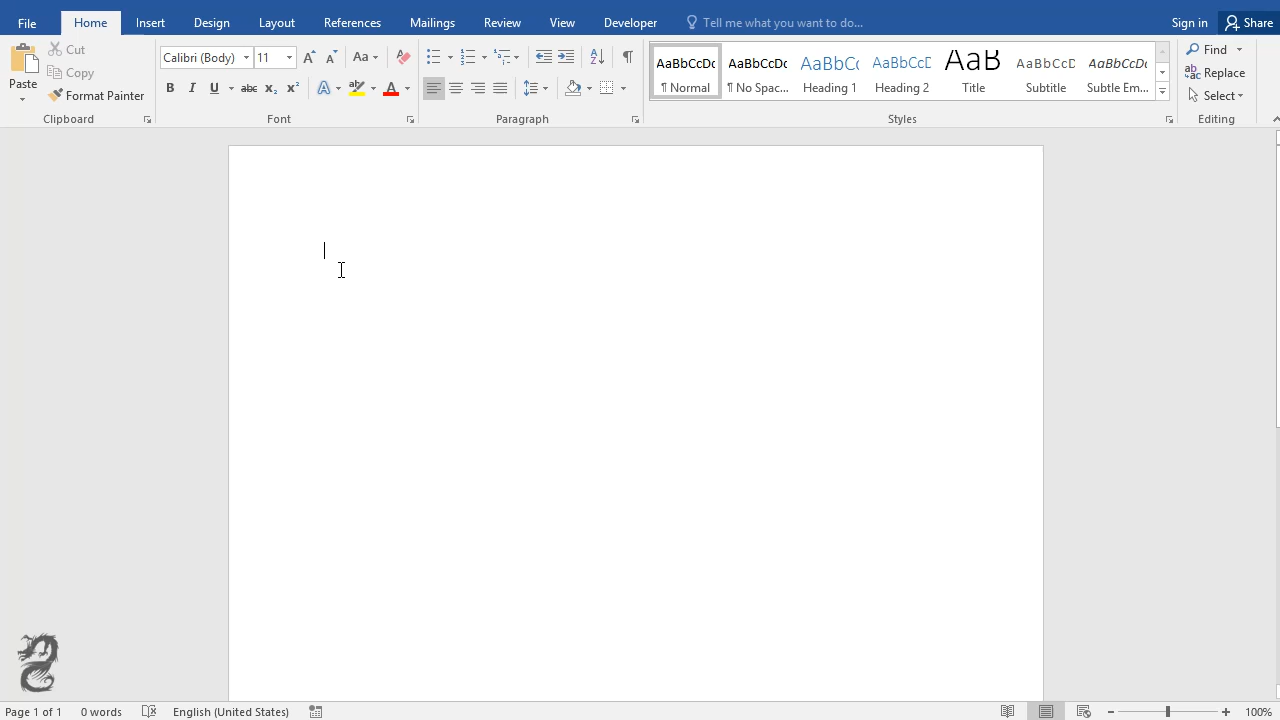 File Home Insert Design Layout References Mailings Review View Developer Tell me what you want to do... Sign in Share
Paste
Cut
Copy
Format Painter
Clipboard
Calibri (Body) 11 A A Aa
B I U abc X₂ X² A ab A
Font
Paragraph
AaBbCcDc AaBbCcDc AaBbCc AaBbCcD AaB AaBbCcD AaBbCcDc
¶ Normal ¶ No Spac... Heading 1 Heading 2 Title Subtitle Subtle Em...
Styles
Find
Replace
Select
Editing
Page 1 of 1 0 words English (United States) 100%